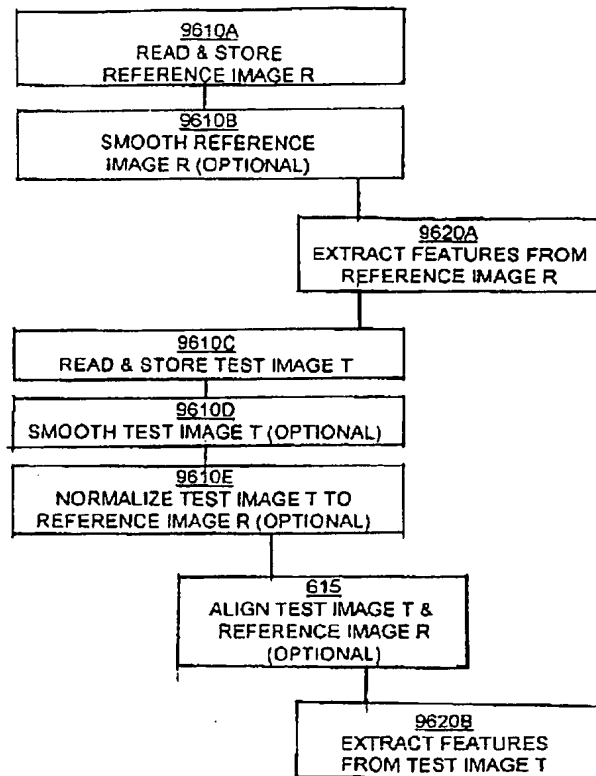 9610A
READ & STORE
REFERENCE IMAGE R
9610B
SMOOTH REFERENCE
IMAGE R (OPTIONAL)
9620A
EXTRACT FEATURES FROM
REFERENCE IMAGE R
9610C
READ & STORE TEST IMAGE T
9610D
SMOOTH TEST IMAGE T (OPTIONAL)
9610E
NORMALIZE TEST IMAGE T TO
REFERENCE IMAGE R (OPTIONAL)
615
ALIGN TEST IMAGE T &
REFERENCE IMAGE R
(OPTIONAL)
9620B
EXTRACT FEATURES
FROM TEST IMAGE T